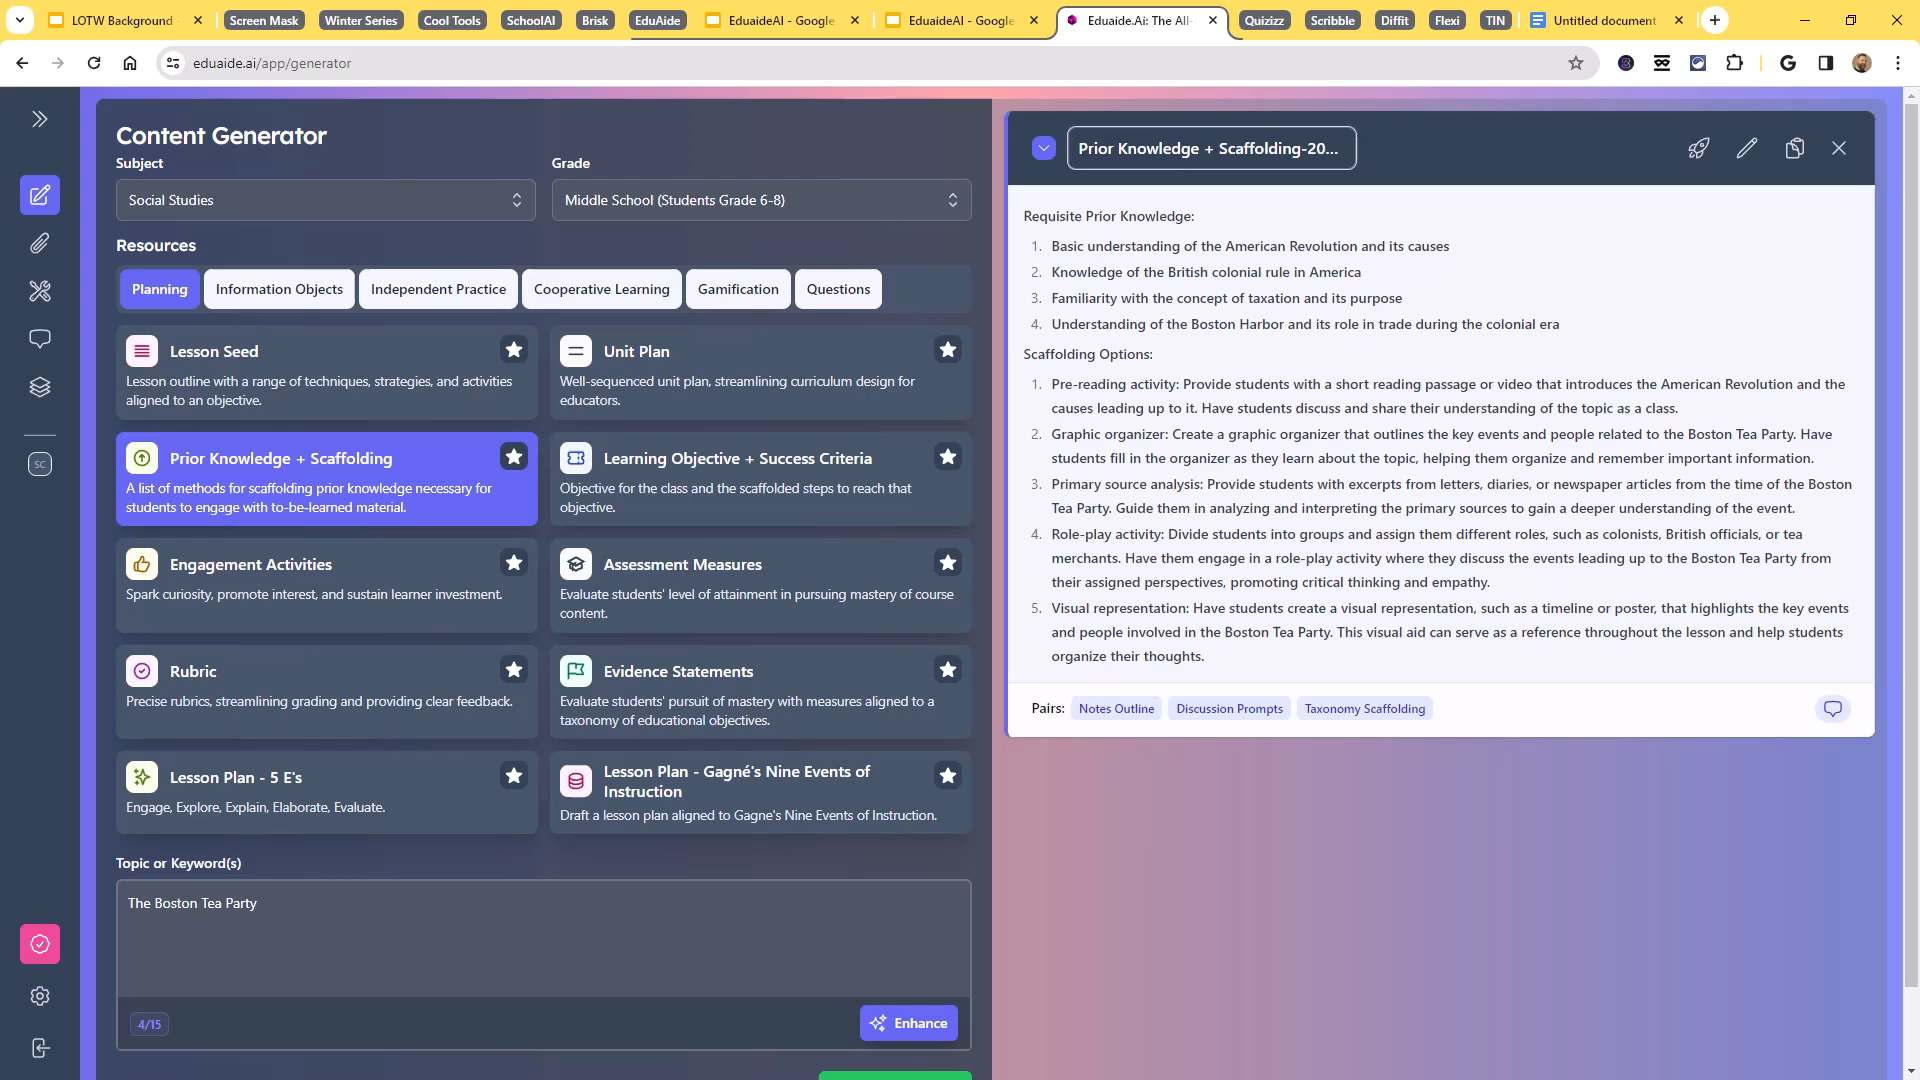 LOTW Background
Screen Mask
Winter Series
Cool Tools
SchoolAI
Brisk
EduAide
EduaideAI - Google
EduaideAI - Google
Eduaide.Ai: The All-
Quizizz
Scribble
Diffit
Flexi
TIN
Untitled document
eduaide.ai/app/generator
Content Generator
Subject
Grade
Social Studies
Middle School (Students Grade 6-8)
Resources
Planning
Information Objects
Independent Practice
Cooperative Learning
Gamification
Questions
Lesson Seed
Lesson outline with a range of techniques, strategies, and activities
aligned to an objective.
Unit Plan
Well-sequenced unit plan, streamlining curriculum design for
educators.
Prior Knowledge + Scaffolding
A list of methods for scaffolding prior knowledge necessary for
students to engage with to-be-learned material.
Learning Objective + Success Criteria
Objective for the class and the scaffolded steps to reach that
objective.
Engagement Activities
Spark curiosity, promote interest, and sustain learner investment.
Assessment Measures
Evaluate students' level of attainment in pursuing mastery of course
content.
Rubric
Precise rubrics, streamlining grading and providing clear feedback.
Evidence Statements
Evaluate students' pursuit of mastery with measures aligned to a
taxonomy of educational objectives.
Lesson Plan - 5 E's
Engage, Explore, Explain, Elaborate, Evaluate.
Lesson Plan - Gagné's Nine Events of
Instruction
Draft a lesson plan aligned to Gagne's Nine Events of Instruction.
Topic or Keyword(s)
The Boston Tea Party
4/15
Enhance
SC
Prior Knowledge + Scaffolding-20...
Requisite Prior Knowledge:
1. Basic understanding of the American Revolution and its causes
2. Knowledge of the British colonial rule in America
3. Familiarity with the concept of taxation and its purpose
4. Understanding of the Boston Harbor and its role in trade during the colonial era
Scaffolding Options:
1. Pre-reading activity: Provide students with a short reading passage or video that introduces the American Revolution and the
causes leading up to it. Have students discuss and share their understanding of the topic as a class.
2. Graphic organizer: Create a graphic organizer that outlines the key events and people related to the Boston Tea Party. Have
students fill in the organizer as they learn about the topic, helping them organize and remember important information.
3. Primary source analysis: Provide students with excerpts from letters, diaries, or newspaper articles from the time of the Boston
Tea Party. Guide them in analyzing and interpreting the primary sources to gain a deeper understanding of the event.
4. Role-play activity: Divide students into groups and assign them different roles, such as colonists, British officials, or tea
merchants. Have them engage in a role-play activity where they discuss the events leading up to the Boston Tea Party from
their assigned perspectives, promoting critical thinking and empathy.
5. Visual representation: Have students create a visual representation, such as a timeline or poster, that highlights the key events
and people involved in the Boston Tea Party. This visual aid can serve as a reference throughout the lesson and help students
organize their thoughts.
Pairs:
Notes Outline
Discussion Prompts
Taxonomy Scaffolding